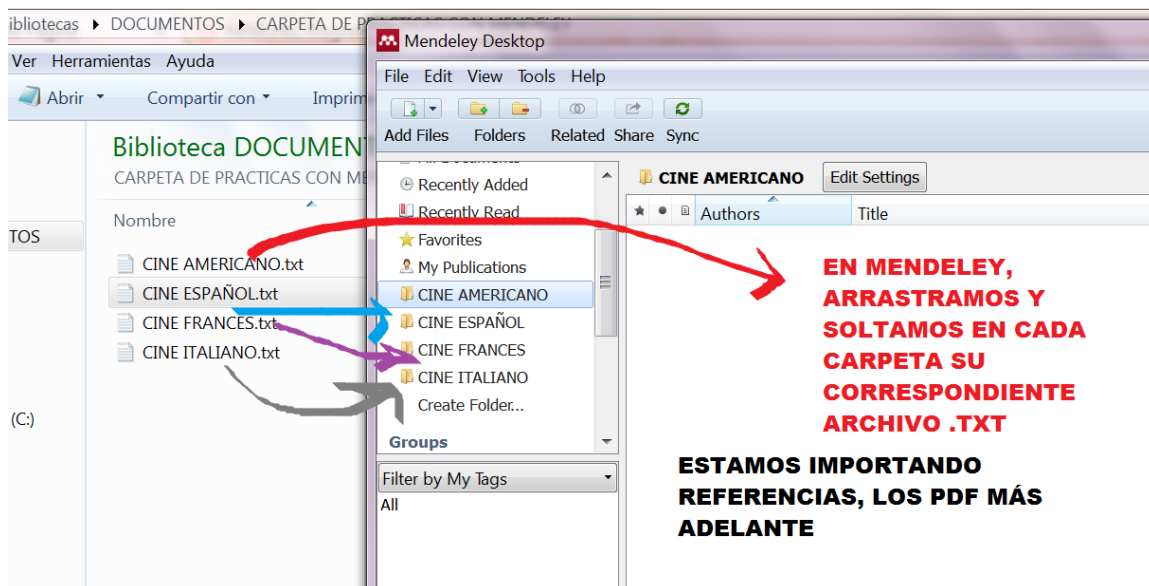 ibliotecas ▸ DOCUMENTOS ▸ CARPETA DE PRACTICAS CON MENDELEY
Ver Herramientas Ayuda
Abrir Compartir con Imprim
Biblioteca DOCUMEN
CARPETA DE PRACTICAS CON ME
Nombre
TOS
CINE AMERICANO.txt
CINE ESPAÑOL.txt
CINE FRANCES.txt
CINE ITALIANO.txt
(C:)
Mendeley Desktop
File Edit View Tools Help
Add Files Folders Related Share Sync
All Documents
Recently Added
Recently Read
Favorites
My Publications
CINE AMERICANO
CINE ESPAÑOL
CINE FRANCES
CINE ITALIANO
Create Folder...
Groups
Filter by My Tags
All
CINE AMERICANO Edit Settings
Authors Title
EN MENDELEY,
ARRASTRAMOS Y
SOLTAMOS EN CADA
CARPETA SU
CORRESPONDIENTE
ARCHIVO .TXT
ESTAMOS IMPORTANDO
REFERENCIAS, LOS PDF MÁS
ADELANTE